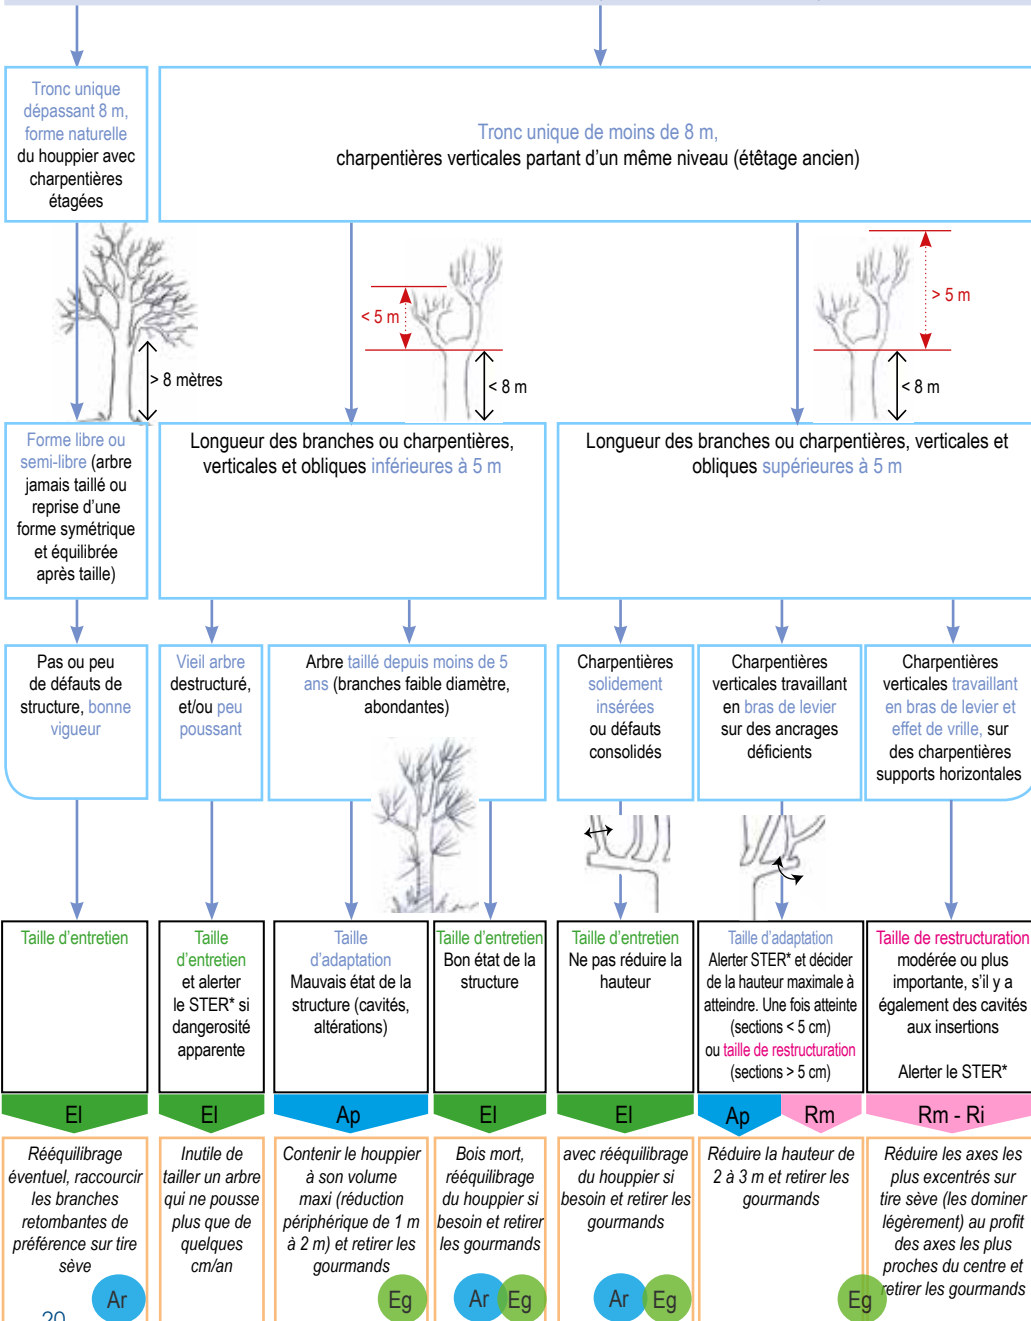 Tronc unique
dépassant 8 m,
forme naturelle
du houppier avec
charpentières
étagées
Tronc unique de moins de 8 m,
charpentières verticales partant d'un même niveau (étêtage ancien)
> 8 mètres
< 5 m
< 8 m
> 5 m
< 8 m
Forme libre ou
semi-libre (arbre
jamais taillé ou
reprise d'une
forme symétrique
et équilibrée
après taille)
Longueur des branches ou charpentières,
verticales et obliques inférieures à 5 m
Longueur des branches ou charpentières, verticales et
obliques supérieures à 5 m
Pas ou peu
de défauts de
structure, bonne
vigueur
Vieil arbre
destructuré,
et/ou peu
poussant
Arbre taillé depuis moins de 5
ans (branches faible diamètre,
abondantes)
Charpentières
solidement
insérées
ou défauts
consolidés
Charpentières
verticales travaillant
en bras de levier
sur des ancrages
déficients
Charpentières
verticales travaillant
en bras de levier et
effet de vrille, sur
des charpentières
supports horizontales
Taille d'entretien
Taille
d'entretien
et alerter
le STER* si
dangerosité
apparente
Taille
d'adaptation
Mauvais état de la
structure (cavités,
altérations)
Taille d'entretien
Bon état de la
structure
Taille d'entretien
Ne pas réduire la
hauteur
Taille d'adaptation
Alerter STER* et décider
de la hauteur maximale à
atteindre. Une fois atteinte
(sections < 5 cm)
ou taille de restructuration
(sections > 5 cm)
Taille de restructuration
modérée ou plus
importante, s'il y a
également des cavités
aux insertions
Alerter le STER*
El
El
Ap
El
El
Ap
Rm
Rm - Ri
Rééquilibrage
éventuel, raccourcir
les branches
retombantes de
préférence sur tire
sève
Ar
Inutile de
tailler un arbre
qui ne pousse
plus que de
quelques
cm/an
Contenir le houppier
à son volume
maxi (réduction
périphérique de 1 m
à 2 m) et retirer les
gourmands
Eg
Bois mort,
rééquilibrage
du houppier si
besoin et retirer
les gourmands
Ar Eg
avec rééquilibrage
du houppier si
besoin et retirer les
gourmands
Ar Eg
Réduire la hauteur de
2 à 3 m et retirer les
gourmands
Eg
Réduire les axes les
plus excentrés sur
tire sève (les dominer
légèrement) au profit
des axes les plus
proches du centre et
retirer les gourmands
20